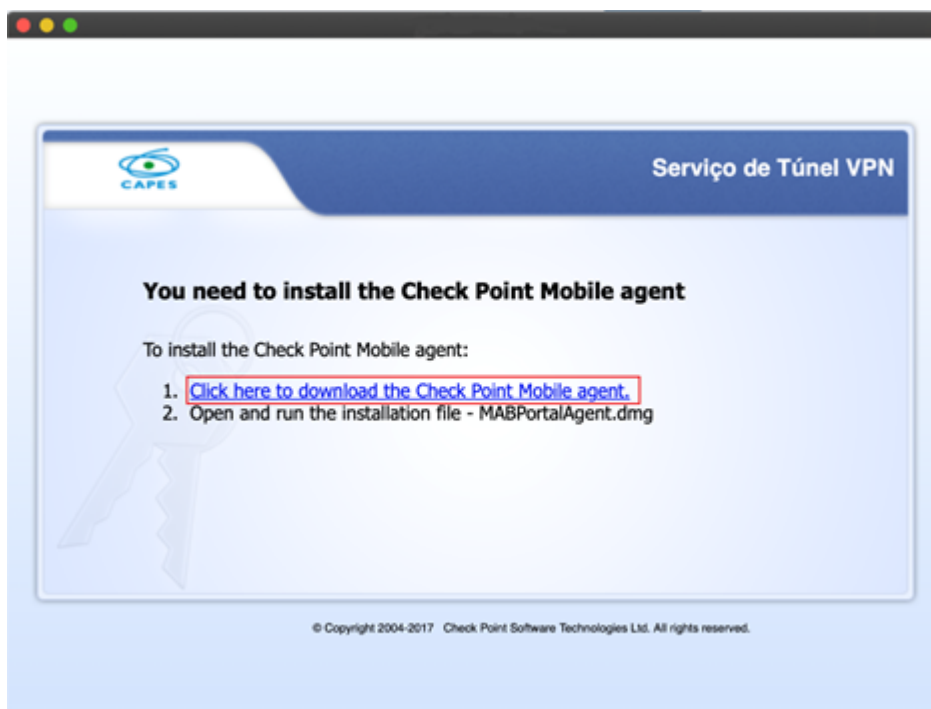 CAPES
Serviço de Túnel VPN
You need to install the Check Point Mobile agent
To install the Check Point Mobile agent:
1. Click here to download the Check Point Mobile agent.
2. Open and run the installation file - MABPortalAgent.dmg
© Copyright 2004-2017 Check Point Software Technologies Ltd. All rights reserved.